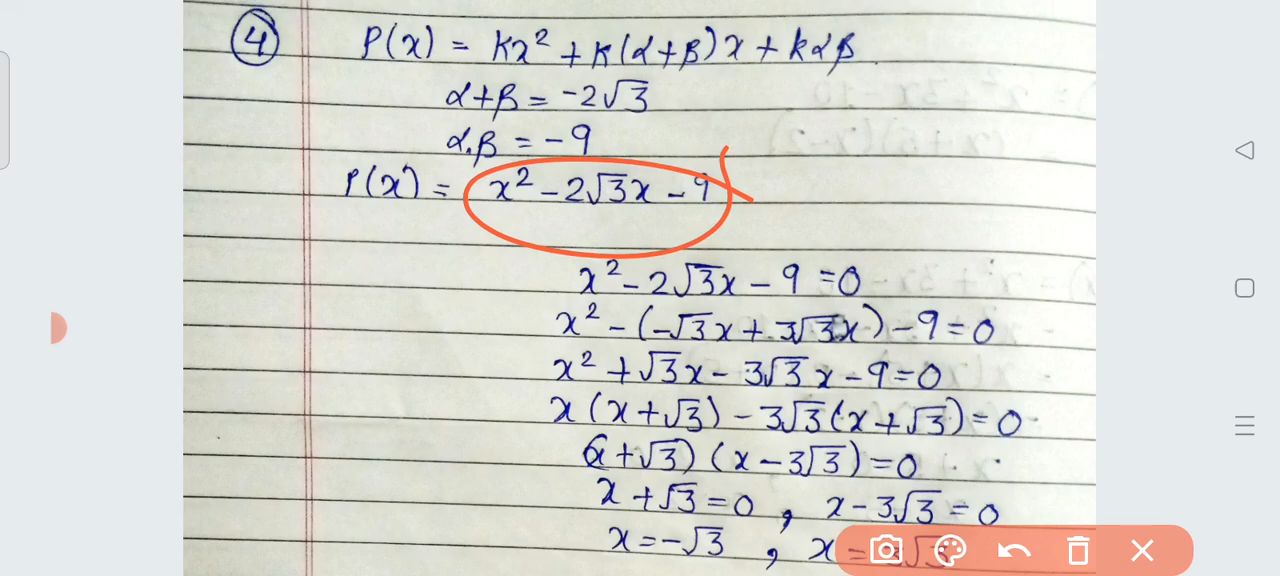 ④ P(x) = Kx² + K(α+β)x + kαβ
α+β = -2√3
α.β = -9
P(x) = x² - 2√3x - 9
x² - 2√3x - 9 = 0
x² - (-√3x + 3√3x) - 9 = 0
x² + √3x - 3√3x - 9 = 0
x (x + √3) - 3√3 (x + √3) = 0
(x + √3) (x - 3√3) = 0
x + √3 = 0 , x - 3√3 = 0
x = -√3 , x = 3√3